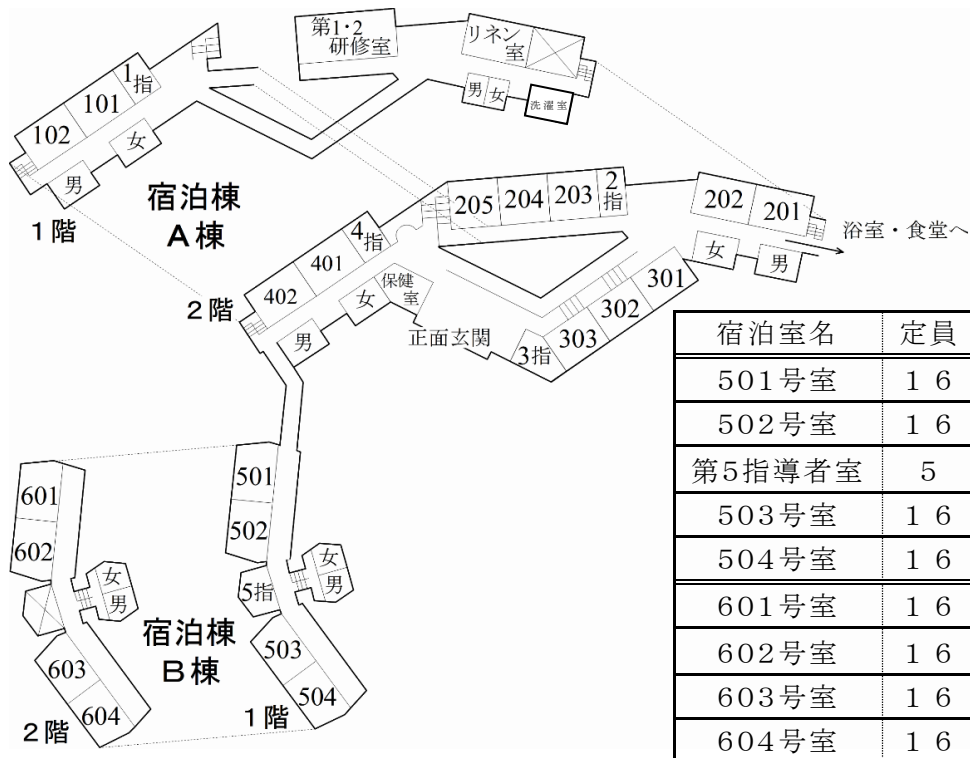 第1・2
研修室
リネン
室
男 女
洗濯室
1指
101
102
女
男
1階
宿泊棟
A棟
205 204 203 2指
202 201
浴室・食堂へ
女 男
4指
401
402
保健
室
女
男
2階
正面玄関
301
302
303
3指
501
502
5指
女
男
503
504
1階
601
602
女
男
603
604
2階
宿泊棟
B棟
宿泊室名 定員
501号室 16
502号室 16
第5指導者室 5
503号室 16
504号室 16
601号室 16
602号室 16
603号室 16
604号室 16